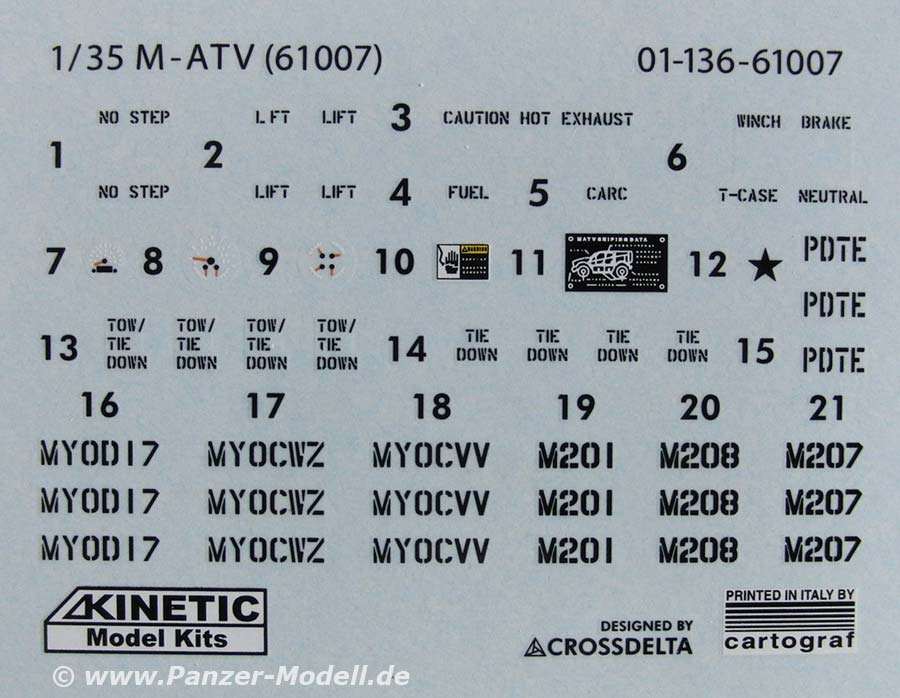 1/35 M-ATV (61007) 01-136-61007
NO STEP LFT LIFT 3 CAUTION HOT EXHAUST WINCH BRAKE
1 2 6
NO STEP LIFT LIFT 4 FUEL 5 CARC T-CASE NEUTRAL
7 8 9 10 WARNING 11 MATV SHIPING DATA 12 PDTE
PDTE
13 TOW/ TOW/ TOW/ TOW/ 14 TIE TIE TIE TIE 15 PDTE
TIE TIE TIE TIE DOWN DOWN DOWN DOWN
DOWN DOWN DOWN DOWN
16 17 18 19 20 21
MYOD17 MYOCWZ MYOCVV M201 M208 M207
MYOD17 MYOCWZ MYOCVV M201 M208 M207
MYOD17 MYOCWZ MYOCVV M201 M208 M207
KINETIC
Model Kits
DESIGNED BY
CROSSDELTA
PRINTED IN ITALY BY
cartograf
© www.Panzer-Modell.de